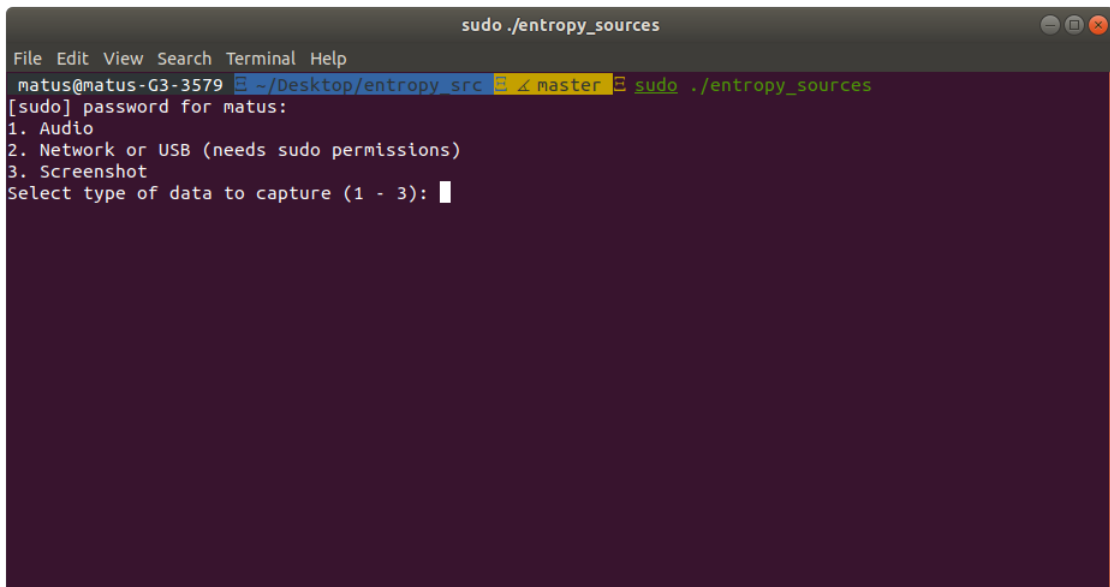 sudo ./entropy_sources
File Edit View Search Terminal Help
matus@matus-G3-3579 Ξ ~/Desktop/entropy_src Ξ ∡ master Ξ sudo ./entropy_sources
[sudo] password for matus:
1. Audio
2. Network or USB (needs sudo permissions)
3. Screenshot
Select type of data to capture (1 - 3):